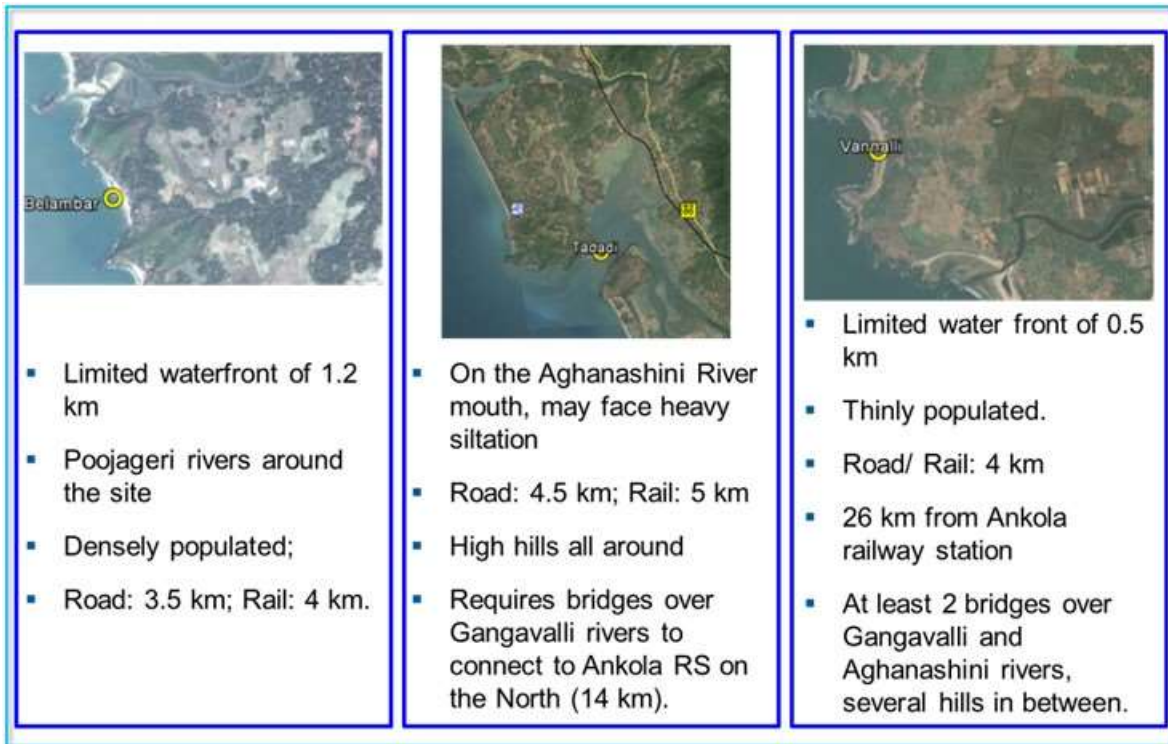 Belambar
▪ Limited waterfront of 1.2
km
▪ Poojageri rivers around
the site
▪ Densely populated;
▪ Road: 3.5 km; Rail: 4 km.
Tadadi
▪ On the Aghanashini River
mouth, may face heavy
siltation
▪ Road: 4.5 km; Rail: 5 km
▪ High hills all around
▪ Requires bridges over
Gangavalli rivers to
connect to Ankola RS on
the North (14 km).
Vannalli
▪ Limited water front of 0.5
km
▪ Thinly populated.
▪ Road/ Rail: 4 km
▪ 26 km from Ankola
railway station
▪ At least 2 bridges over
Gangavalli and
Aghanashini rivers,
several hills in between.